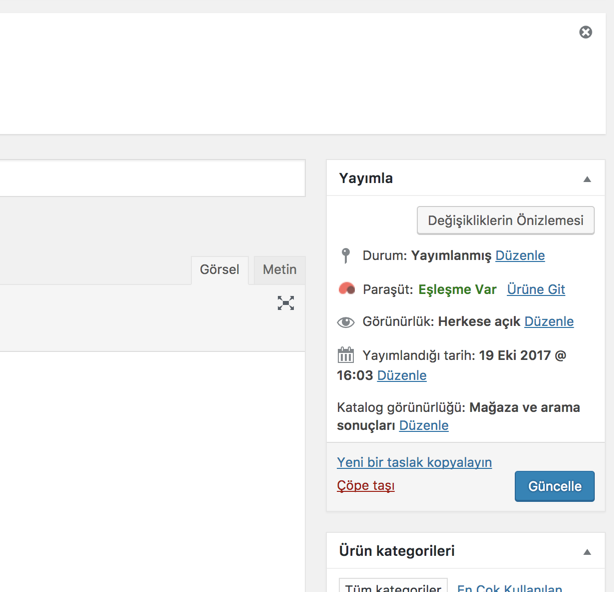 Yayımla
Değişikliklerin Önizlemesi
Durum: Yayımlanmış Düzenle
Görsel
Metin
Paraşüt: Eşleşme Var Ürüne Git
Görünürlük: Herkese açık Düzenle
Yayımlandığı tarih: 19 Eki 2017 @
16:03 Düzenle
Katalog görünürlüğü: Mağaza ve arama
sonuçları Düzenle
Yeni bir taslak kopyalayın
Çöpe taşı
Güncelle
Ürün kategorileri
Tüm kategoriler
En Çok Kullanılan